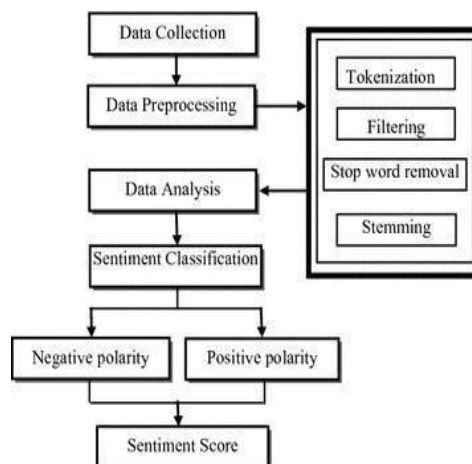 Data Collection
Data Preprocessing
Tokenization
Filtering
Stop word removal
Stemming
Data Analysis
Sentiment Classification
Negative polarity
Positive polarity
Sentiment Score